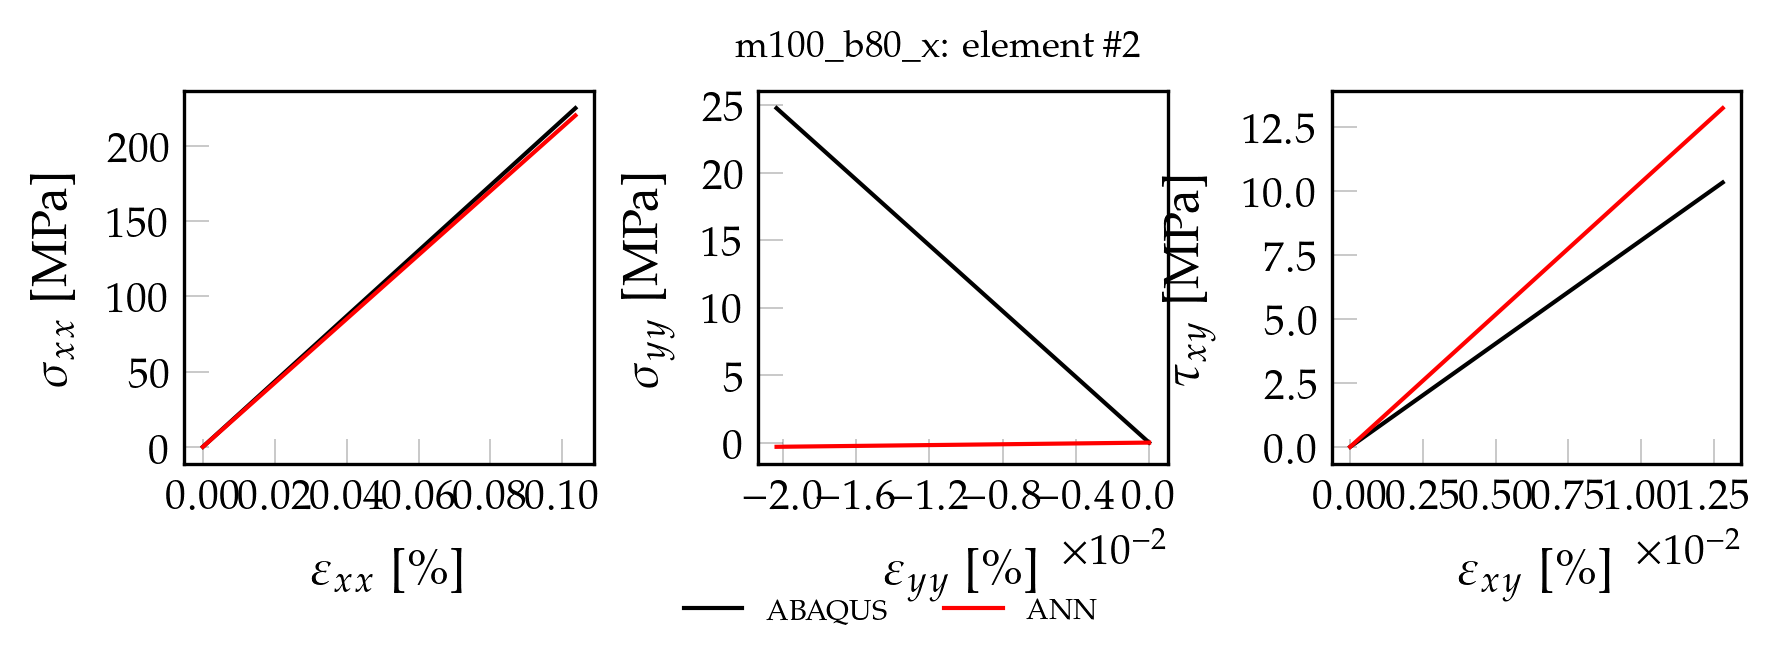 m100_b80_x: element #2
σxx [MPa]
200
150
100
50
0
0.00 0.02 0.04 0.06 0.08 0.10
εxx [%]
σyy [MPa]
25
20
15
10
5
0
−2.0 −1.6 −1.2 −0.8 −0.4 0.0
×10−2
εyy [%]
τxy [MPa]
12.5
10.0
7.5
5.0
2.5
0.0
0.00 0.25 0.50 0.75 1.00 1.25
×10−2
εxy [%]
ABAQUS ANN